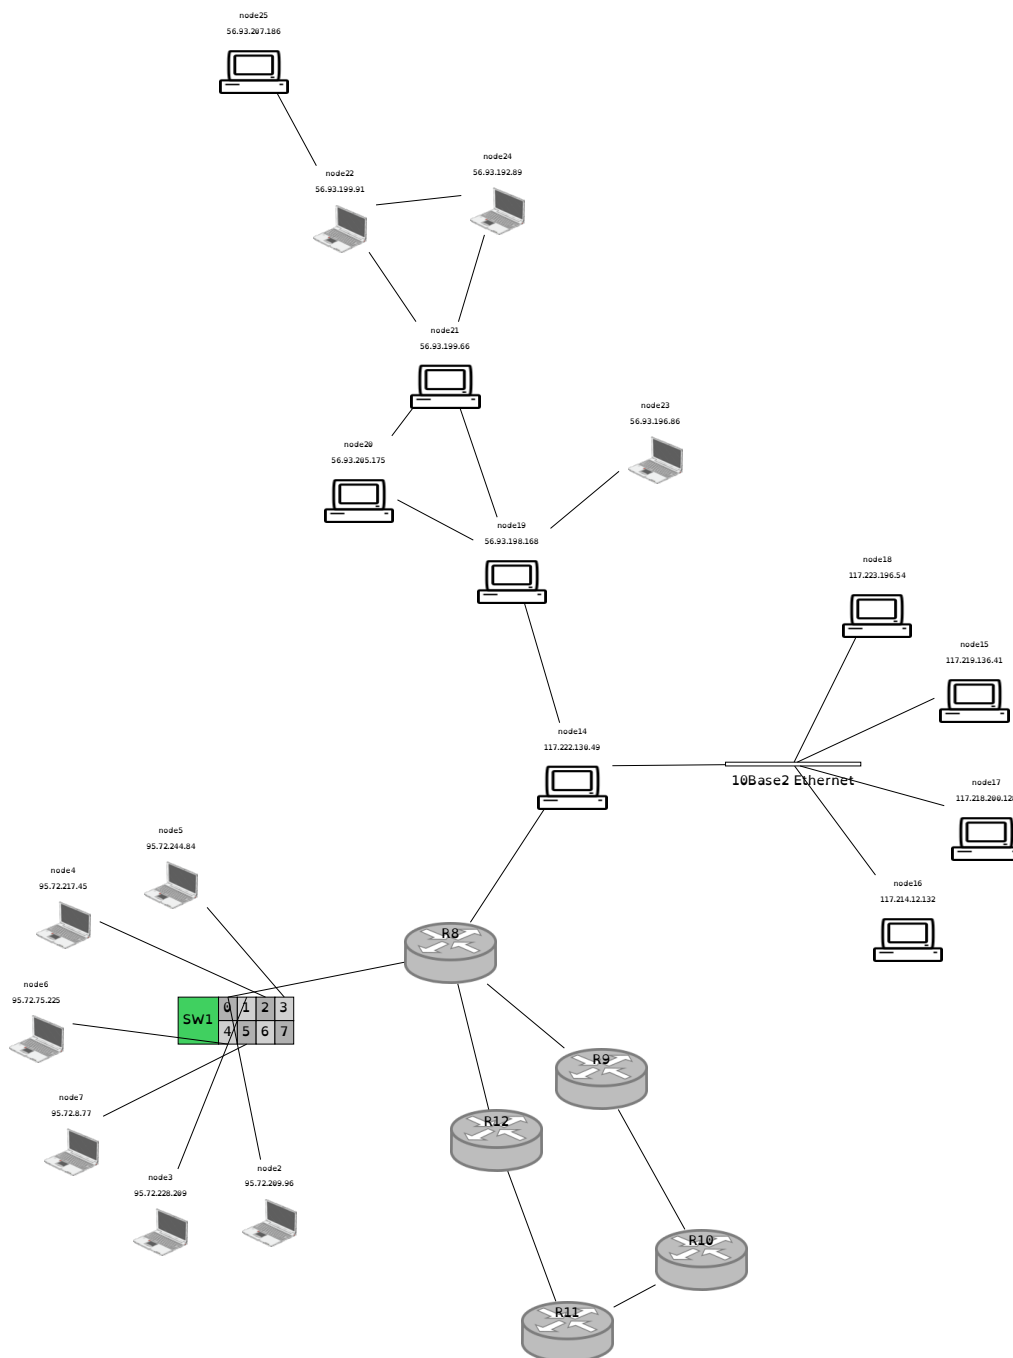 node25
56.93.207.186
node24
56.93.192.89
node22
56.93.199.91
node21
56.93.199.66
node23
56.93.196.86
node20
56.93.205.175
node19
56.93.198.168
node18
117.223.196.54
node15
117.219.136.41
node14
117.222.130.49
10Base2 Ethernet
node17
117.218.200.128
node5
95.72.244.84
node4
95.72.217.45
node16
117.214.12.132
R8
node6
95.72.75.225
SW1
0 1 2 3
4 5 6 7
R9
node7
95.72.8.77
R12
node3
95.72.228.209
node2
95.72.209.96
R10
R11